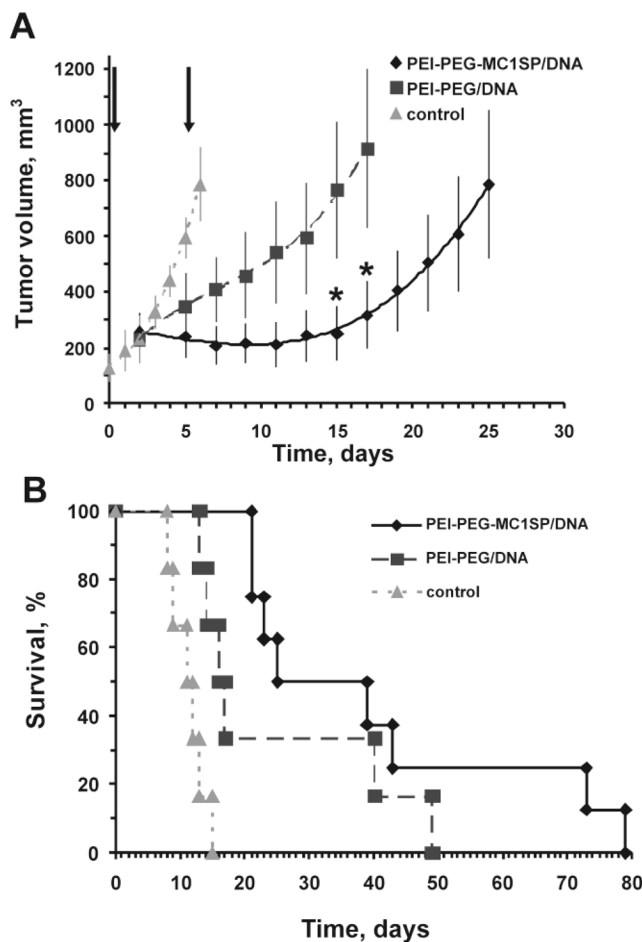 A
PEI-PEG-MC1SP/DNA
PEI-PEG/DNA
control
Tumor volume, mm³
1200
1000
800
600
400
200
0
* *
0 5 10 15 20 25 30
Time, days
B
PEI-PEG-MC1SP/DNA
PEI-PEG/DNA
control
Survival, %
100
80
60
40
20
0
0 10 20 30 40 50 60 70 80
Time, days